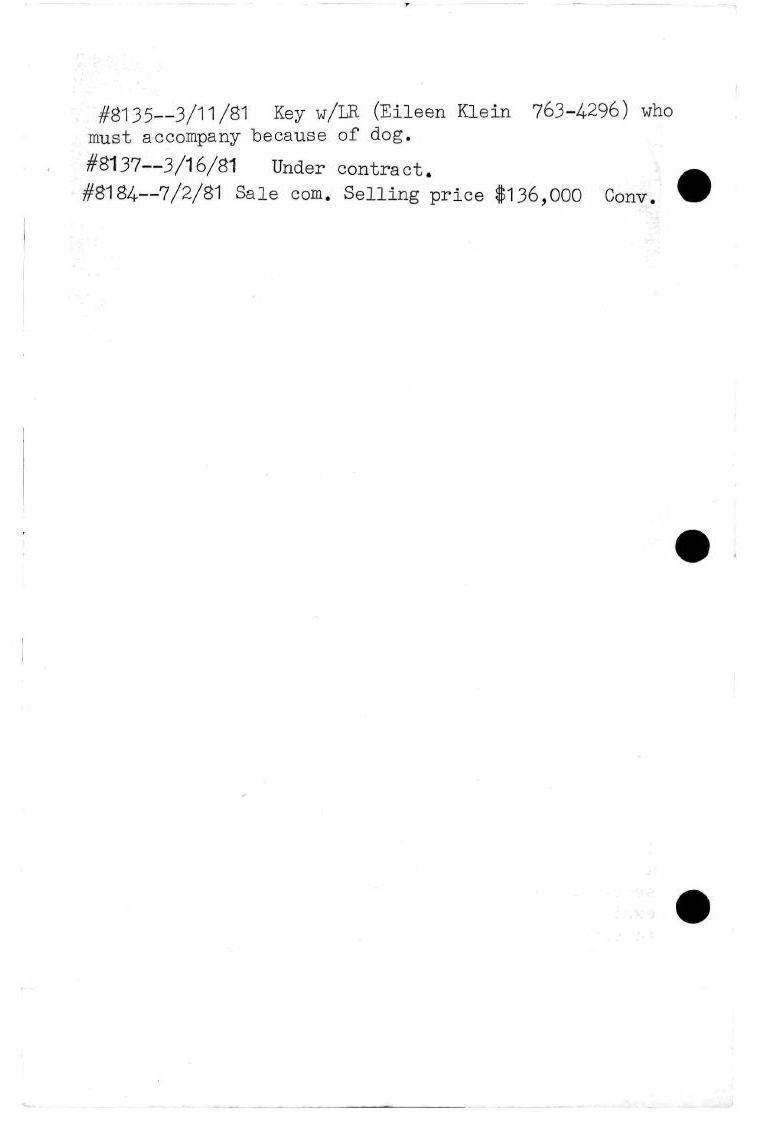 #8135--3/11/81 Key w/LR (Eileen Klein 763-4296) who
must accompany because of dog.
#8137--3/16/81 Under contract.
#8184--7/2/81 Sale com. Selling price $136,000 Conv.